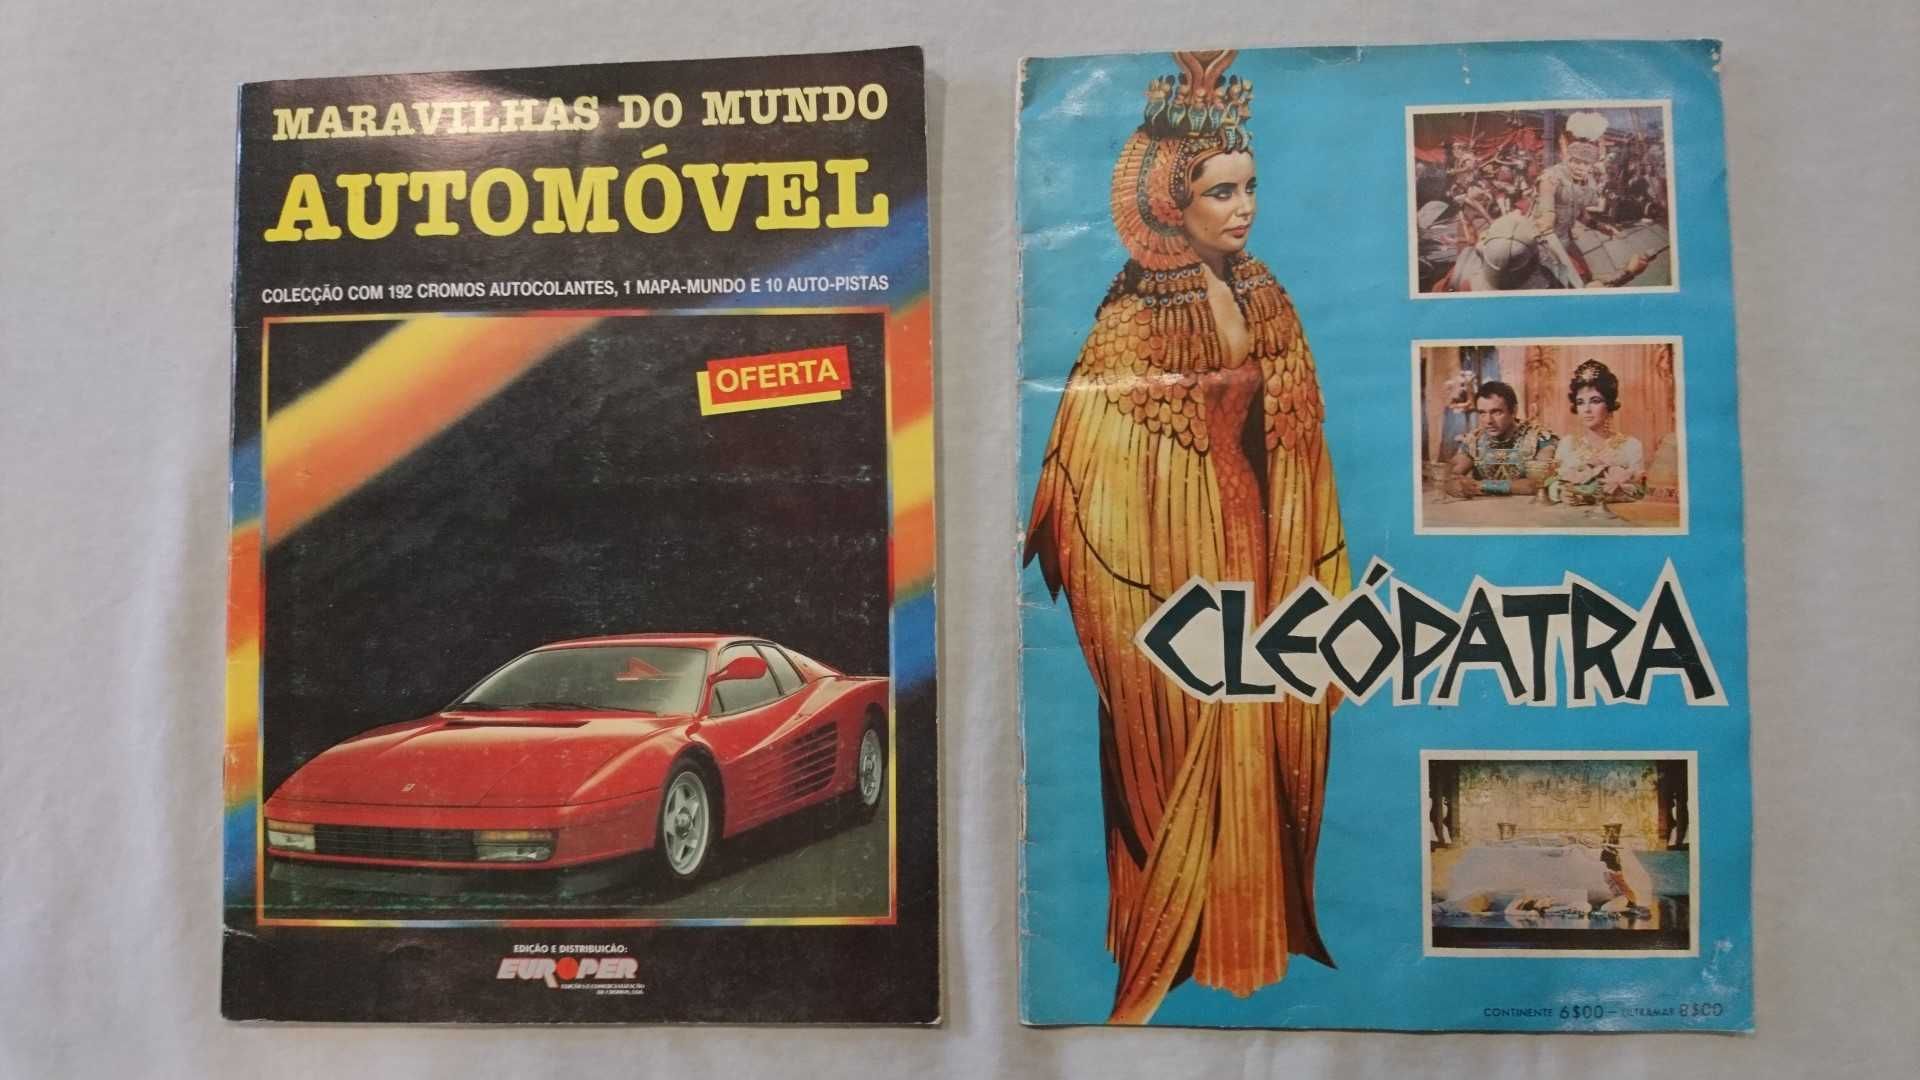 MARAVILHAS DO MUNDO
AUTOMÓVEL
COLECÇÃO COM 192 CROMOS AUTOCOLANTES, 1 MAPA-MUNDO E 10 AUTO-PISTAS
OFERTA
EDIÇÃO E DISTRIBUIÇÃO:
EUROPER
CLEÓPATRA
CONTINENTE 6$00 – ULTRAMAR 8$00